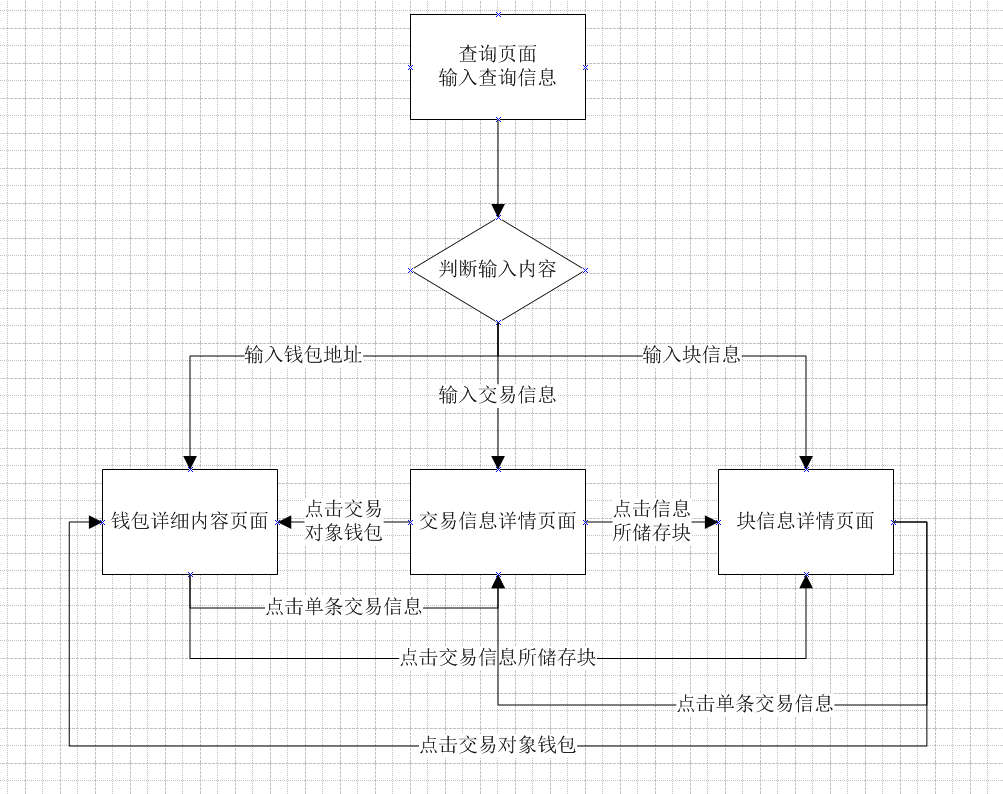 查询页面
输入查询信息
判断输入内容
输入钱包地址
输入块信息
输入交易信息
钱包详细内容页面
点击交易
对象钱包
交易信息详情页面
点击信息
所储存块
块信息详情页面
点击单条交易信息
点击交易信息所储存块
点击单条交易信息
点击交易对象钱包